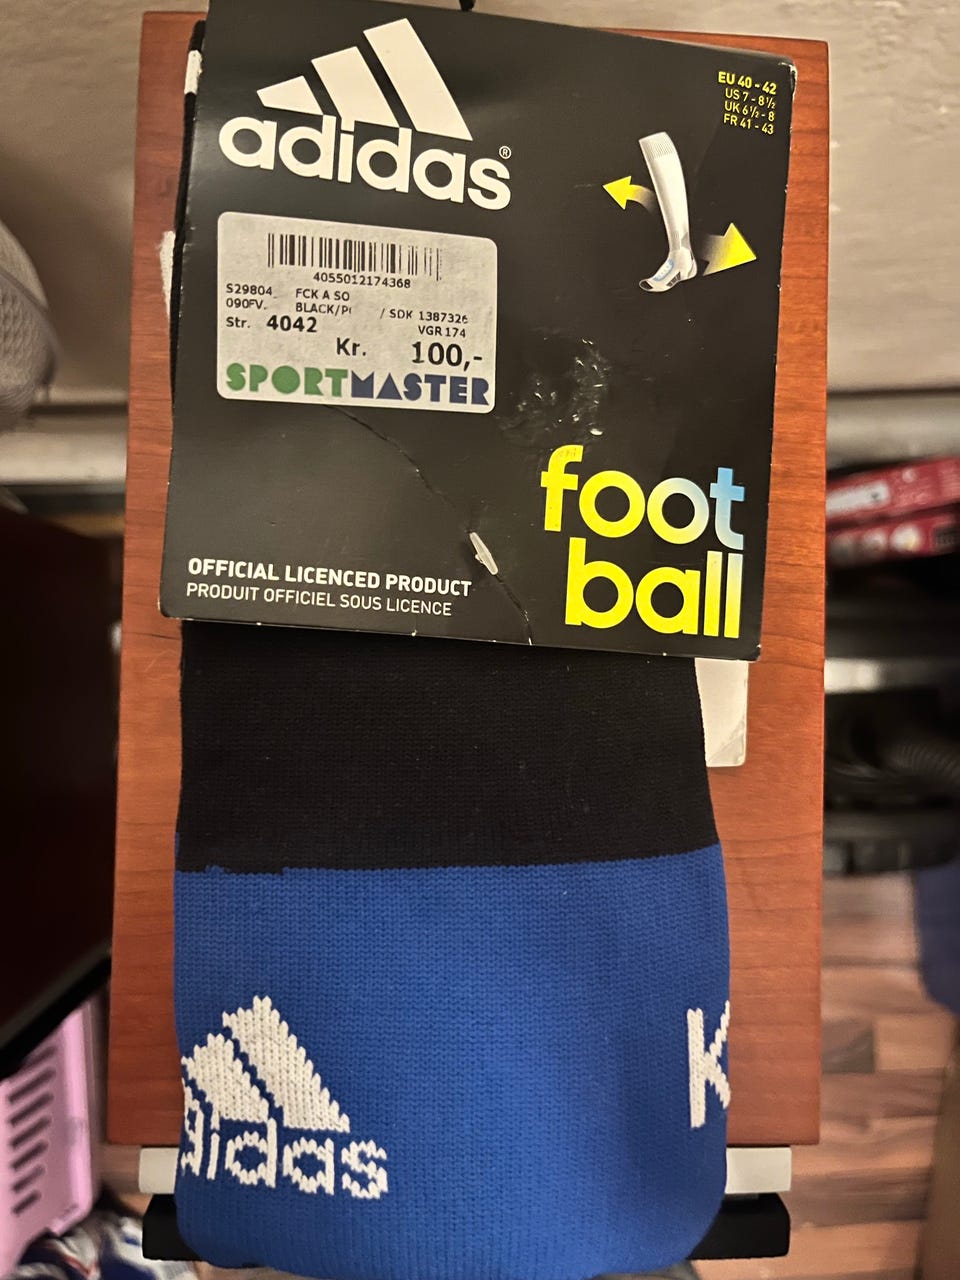 adidas®
EU 40 - 42
US 7 - 8½
UK 6½ - 8
FR 41 - 43
4055012174368
S29804 FCK A SO
090FV. BLACK/ / SDK 1387326
Str. 4042 VGR 174
Kr. 100,-
SPORTMASTER
foot
ball
OFFICIAL LICENCED PRODUCT
PRODUIT OFFICIEL SOUS LICENCE
adidas
K